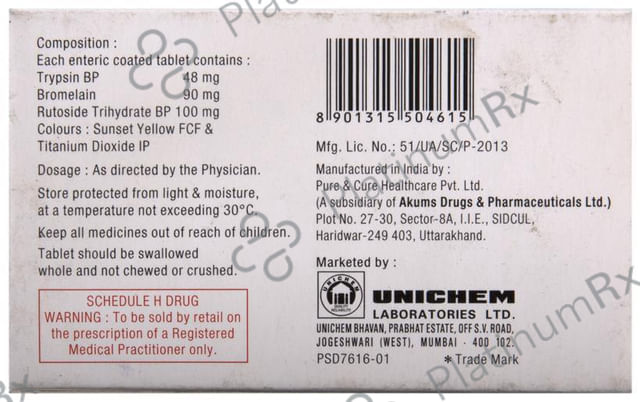 Composition :
Each enteric coated tablet contains :
Trypsin BP 48 mg
Bromelain 90 mg
Rutoside Trihydrate BP 100 mg
Colours : Sunset Yellow FCF &
Titanium Dioxide IP
Dosage : As directed by the Physician.
Store protected from light & moisture,
at a temperature not exceeding 30°C.
Keep all medicines out of reach of children.
Tablet should be swallowed
whole and not chewed or crushed.
SCHEDULE H DRUG
WARNING : To be sold by retail on
the prescription of a Registered
Medical Practitioner only.
8 901315 504615
Mfg. Lic. No.: 51/UA/SC/P-2013
Manufactured in India by :
Pure & Cure Healthcare Pvt. Ltd.
(A subsidiary of Akums Drugs & Pharmaceuticals Ltd.)
Plot No. 27-30, Sector-8A, I.I.E., SIDCUL,
Haridwar-249 403, Uttarakhand.
Marketed by :
UNICHEM
QUALITY
RELIABILITY
UNICHEM
LABORATORIES LTD.
UNICHEM BHAVAN, PRABHAT ESTATE, OFF S.V. ROAD,
JOGESHWARI (WEST), MUMBAI - 400 102.
PSD7616-01 * Trade Mark
PlatinumRx
PlatinumRx
PlatinumRx